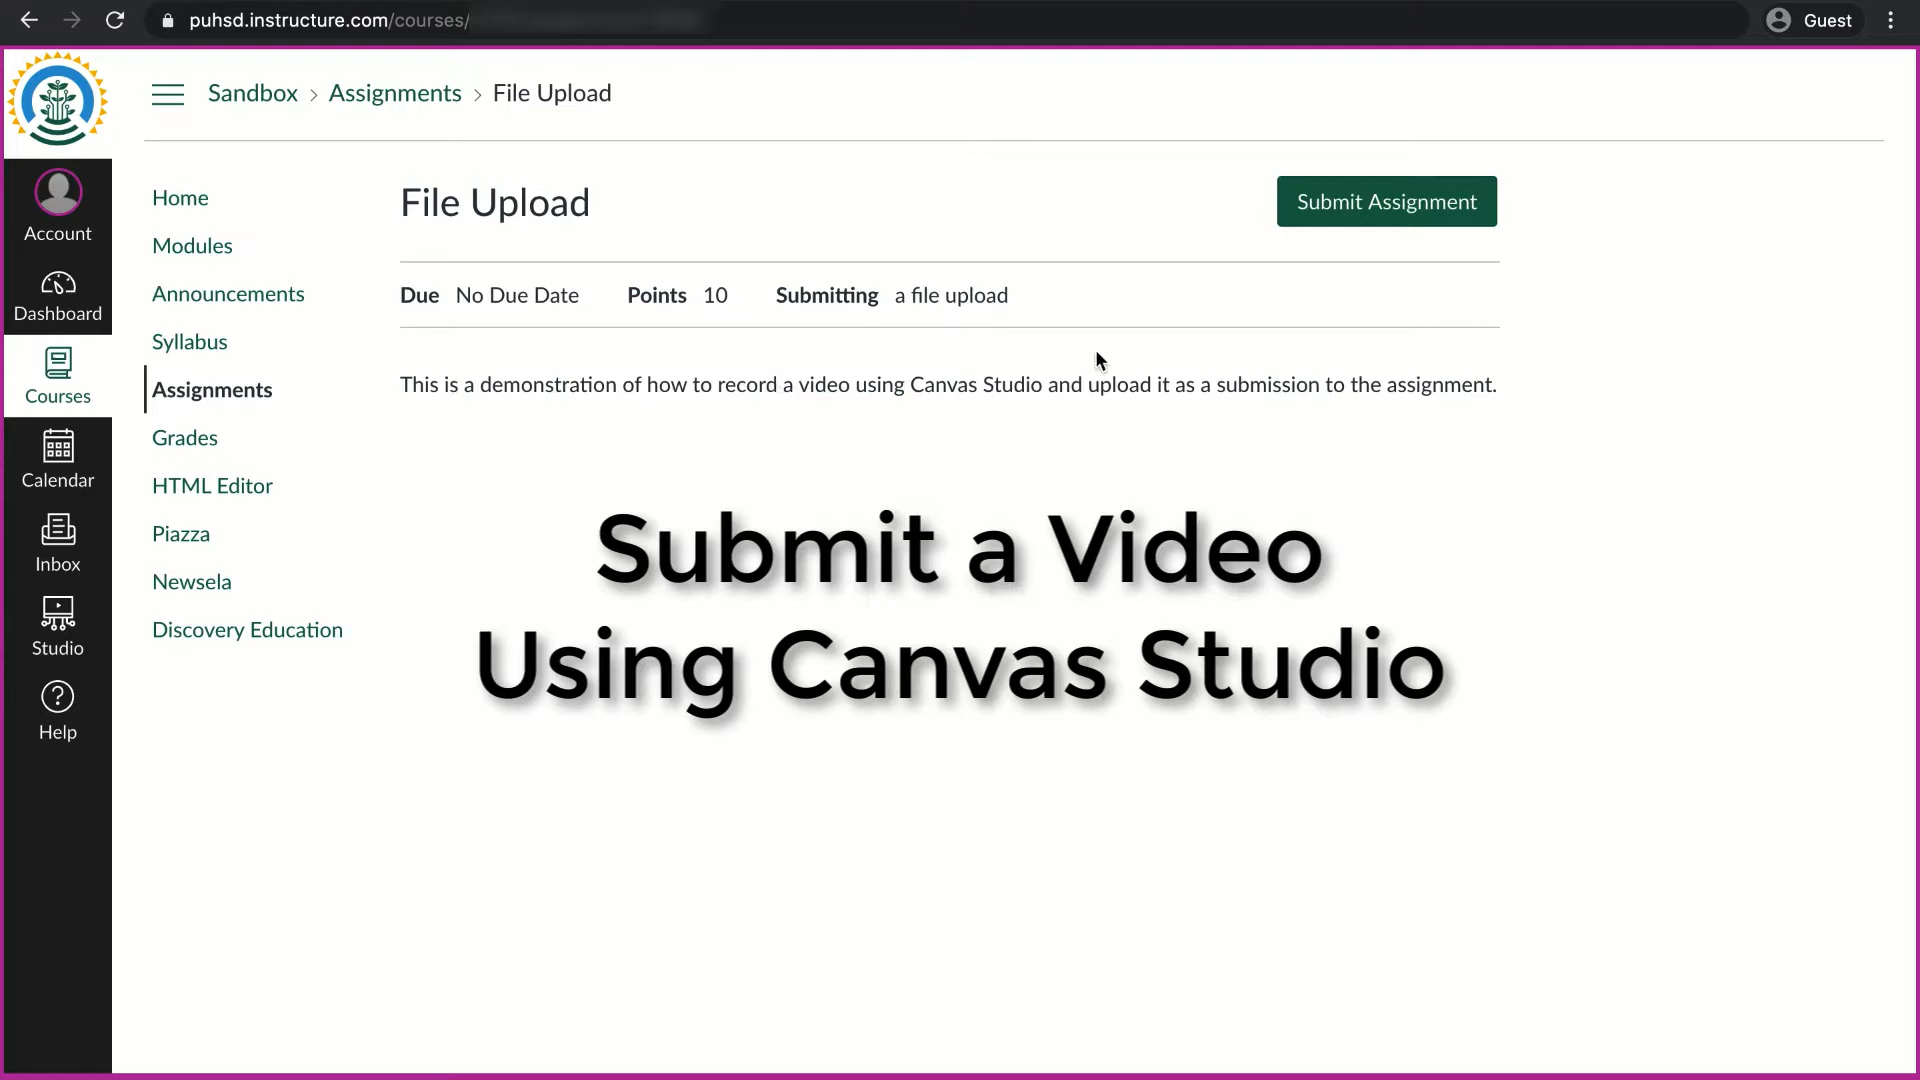 puhsd.instructure.com/courses/
Guest
Sandbox > Assignments > File Upload
Account
Dashboard
Courses
Calendar
Inbox
Studio
Help
Home
Modules
Announcements
Syllabus
Assignments
Grades
HTML Editor
Piazza
Newsela
Discovery Education
File Upload
Submit Assignment
Due No Due Date Points 10 Submitting a file upload
This is a demonstration of how to record a video using Canvas Studio and upload it as a submission to the assignment.
Submit a Video
Using Canvas Studio